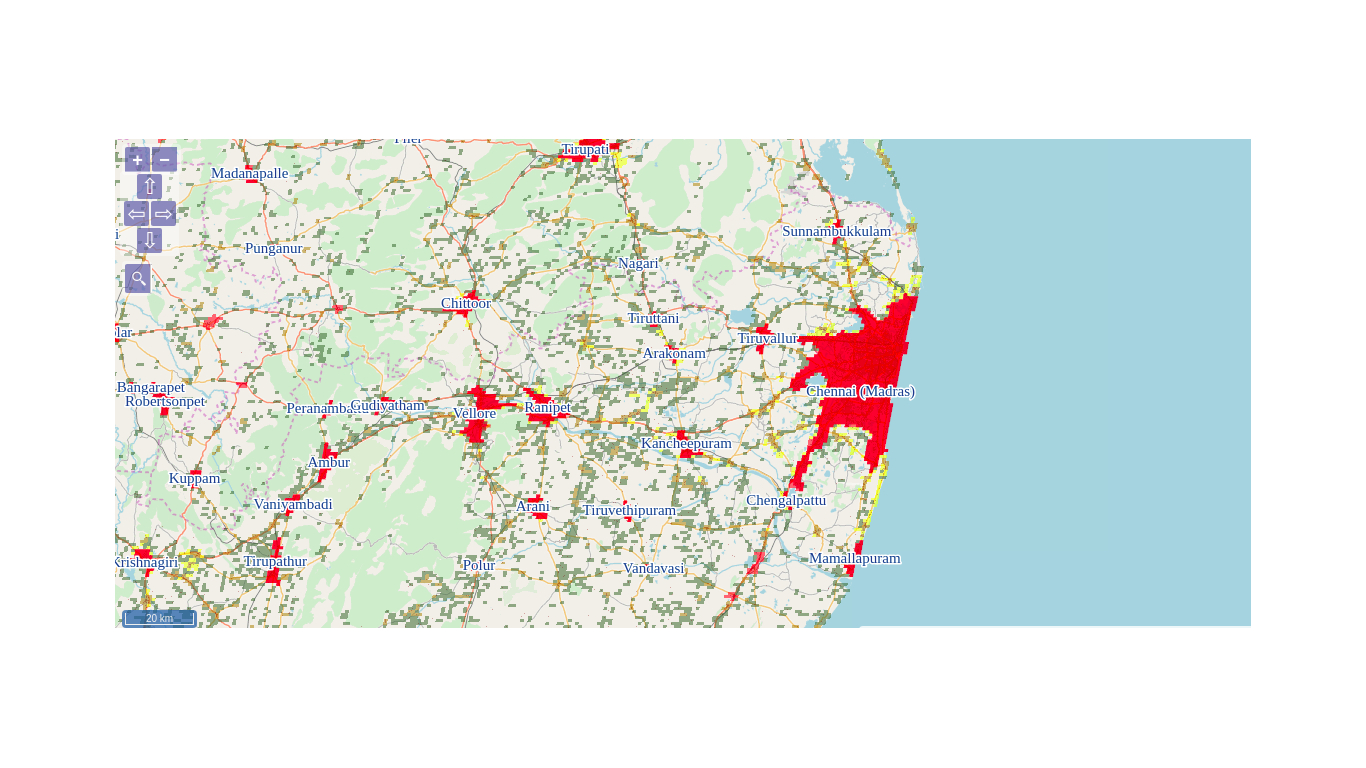 Tirupati
Madanapalle
Sunnambukkulam
Punganur
Nagari
Chittoor
Tiruttani
Tiruvallur
Arakonam
Bangarapet
Chennai (Madras)
Robertsonpet
Gudiyatham
Ranipet
Vellore
Kancheepuram
Ambur
Kuppam
Chengalpattu
Vaniyambadi
Arani
Tiruvethipuram
Krishnagiri
Tirupathur
Polur
Vandavasi
Mamallapuram
20 km